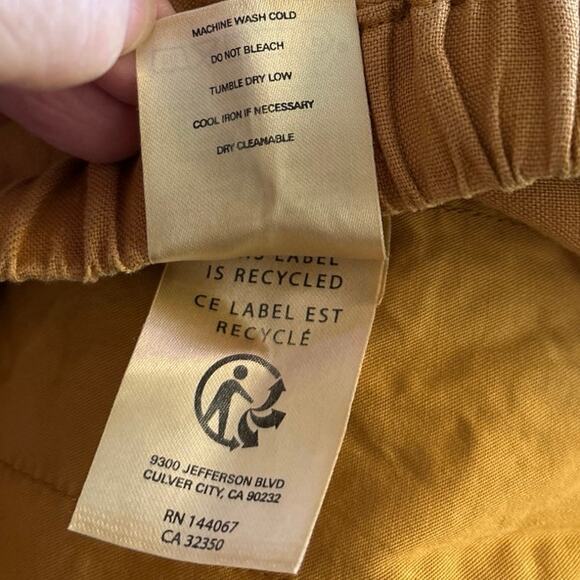 MACHINE WASH COLD
DO NOT BLEACH
TUMBLE DRY LOW
COOL IRON IF NECESSARY
DRY CLEANABLE
LABEL
IS RECYCLED
CE LABEL EST
RECYCLÉ
9300 JEFFERSON BLVD
CULVER CITY, CA 90232
RN 144067
CA 32350